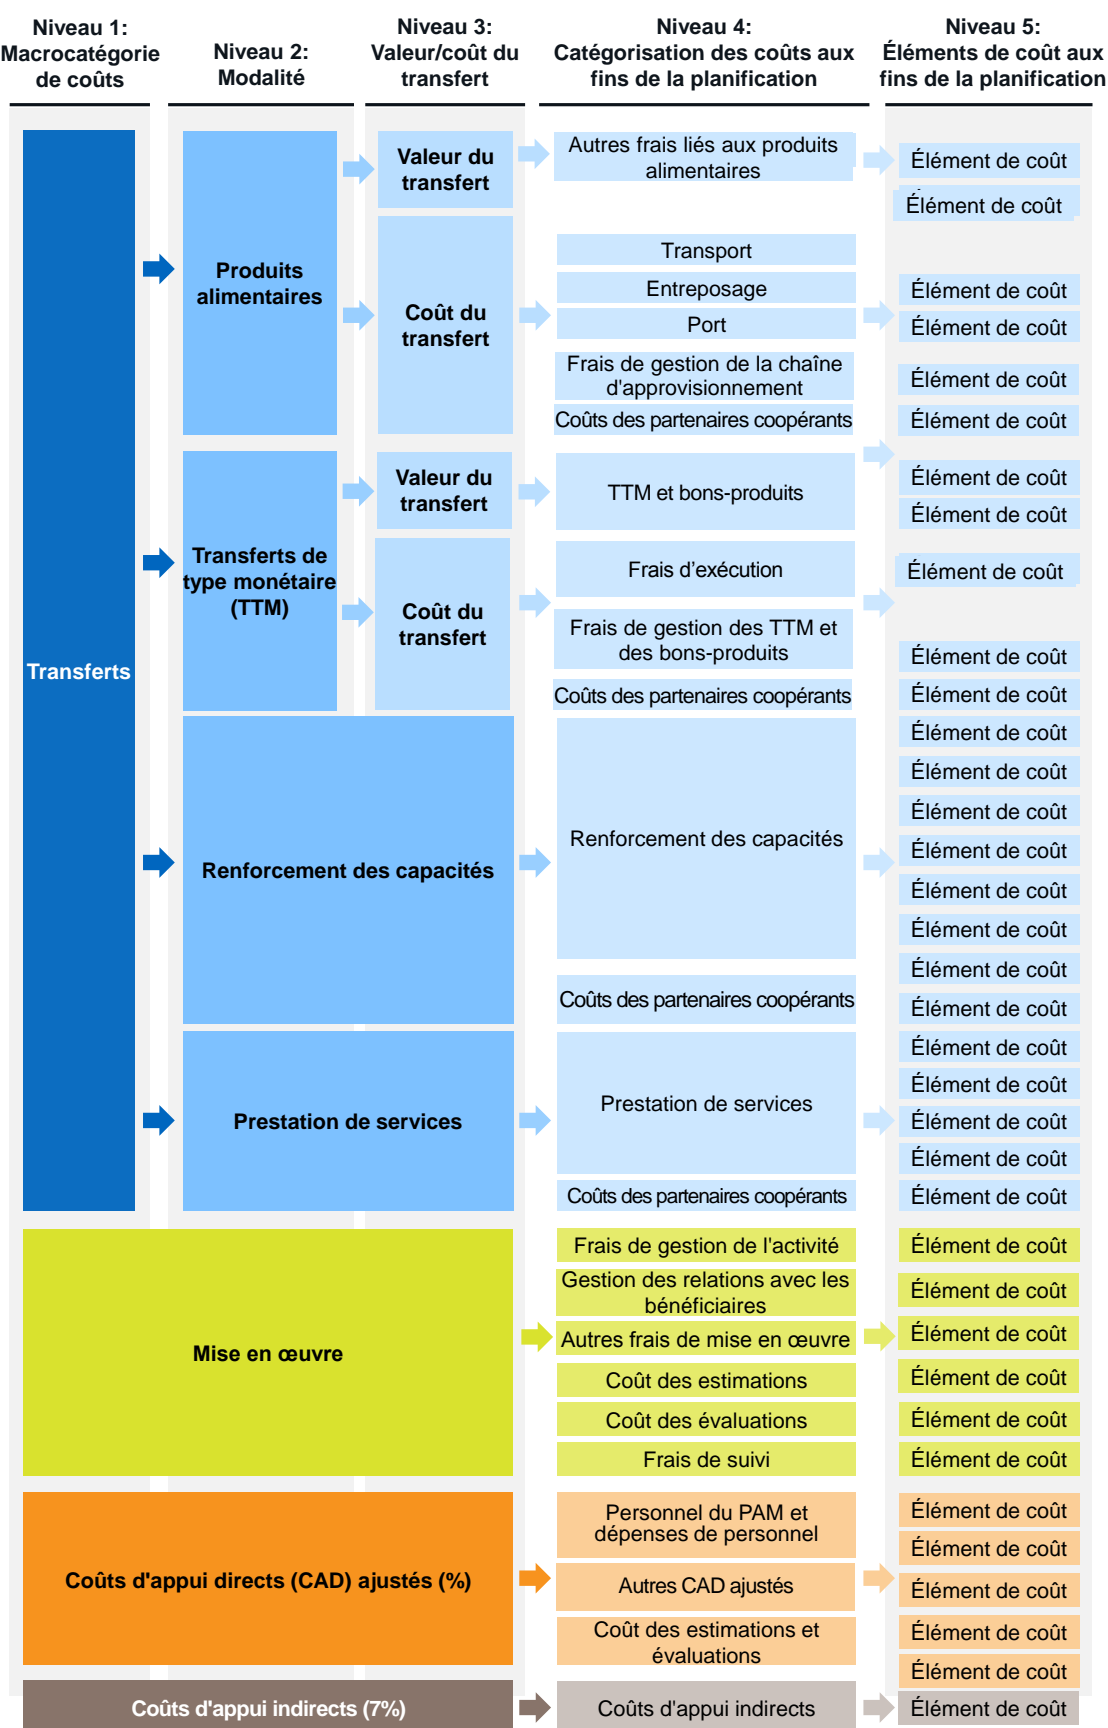 Niveau 1:
Macrocatégorie
de coûts
Niveau 2:
Modalité
Niveau 3:
Valeur/coût du
transfert
Niveau 4:
Catégorisation des coûts aux
fins de la planification
Niveau 5:
Éléments de coût aux
fins de la planification
Transferts
Produits
alimentaires
Valeur du
transfert
Autres frais liés aux produits
alimentaires
Élément de coût
Élément de coût
Coût du
transfert
Transport
Entreposage
Port
Frais de gestion de la chaîne
d'approvisionnement
Coûts des partenaires coopérants
Élément de coût
Élément de coût
Élément de coût
Élément de coût
Transferts de
type monétaire
(TTM)
Valeur du
transfert
TTM et bons-produits
Élément de coût
Élément de coût
Coût du
transfert
Frais d’exécution
Frais de gestion des TTM et
des bons-produits
Coûts des partenaires coopérants
Élément de coût
Élément de coût
Élément de coût
Renforcement des capacités
Renforcement des capacités
Coûts des partenaires coopérants
Élément de coût
Élément de coût
Élément de coût
Élément de coût
Élément de coût
Élément de coût
Élément de coût
Élément de coût
Prestation de services
Prestation de services
Coûts des partenaires coopérants
Élément de coût
Élément de coût
Élément de coût
Élément de coût
Élément de coût
Mise en œuvre
Frais de gestion de l'activité
Gestion des relations avec les
bénéficiaires
Autres frais de mise en œuvre
Coût des estimations
Coût des évaluations
Frais de suivi
Élément de coût
Élément de coût
Élément de coût
Élément de coût
Élément de coût
Élément de coût
Coûts d'appui directs (CAD) ajustés (%)
Personnel du PAM et
dépenses de personnel
Autres CAD ajustés
Coût des estimations et
évaluations
Élément de coût
Élément de coût
Élément de coût
Élément de coût
Élément de coût
Coûts d'appui indirects (7%)
Coûts d'appui indirects
Élément de coût